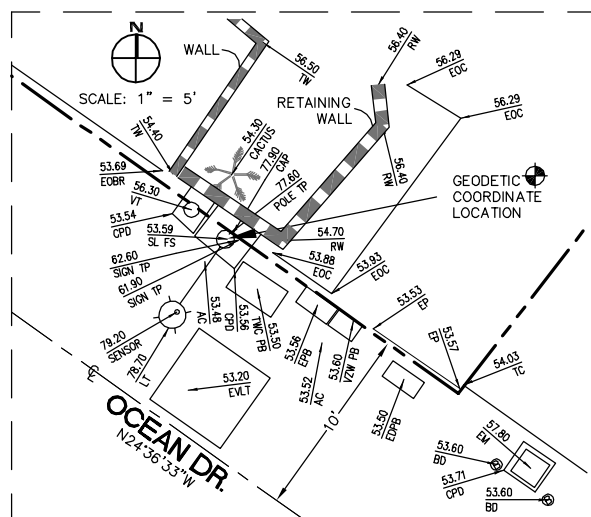 N
SCALE: 1" = 5'
WALL
56.50
TW
56.40
RW
56.29
EOC
56.29
EOC
RETAINING
WALL
54.40
TW
54.30
CACTUS
77.90
CAP
77.60
POLE TP
56.40
RW
53.69
EOBR
56.30
VT
53.54
CPD
53.59
SL FS
62.60
SIGN TP
61.90
SIGN TP
GEODETIC
COORDINATE
LOCATION
54.70
RW
53.88
EOC
53.93
EOC
53.53
EP
53.57
EP
54.03
TC
53.48
AC
53.56
CPD
53.50
TWC PB
53.56
EPB
53.60
VZW PB
53.52
AC
79.20
SENSOR
78.70
LT
53.20
EVLT
10'
53.50
EDPB
57.80
EM
53.60
BD
53.71
CPD
53.60
BD
B
B
CL
OCEAN DR.
N24°36'33"W